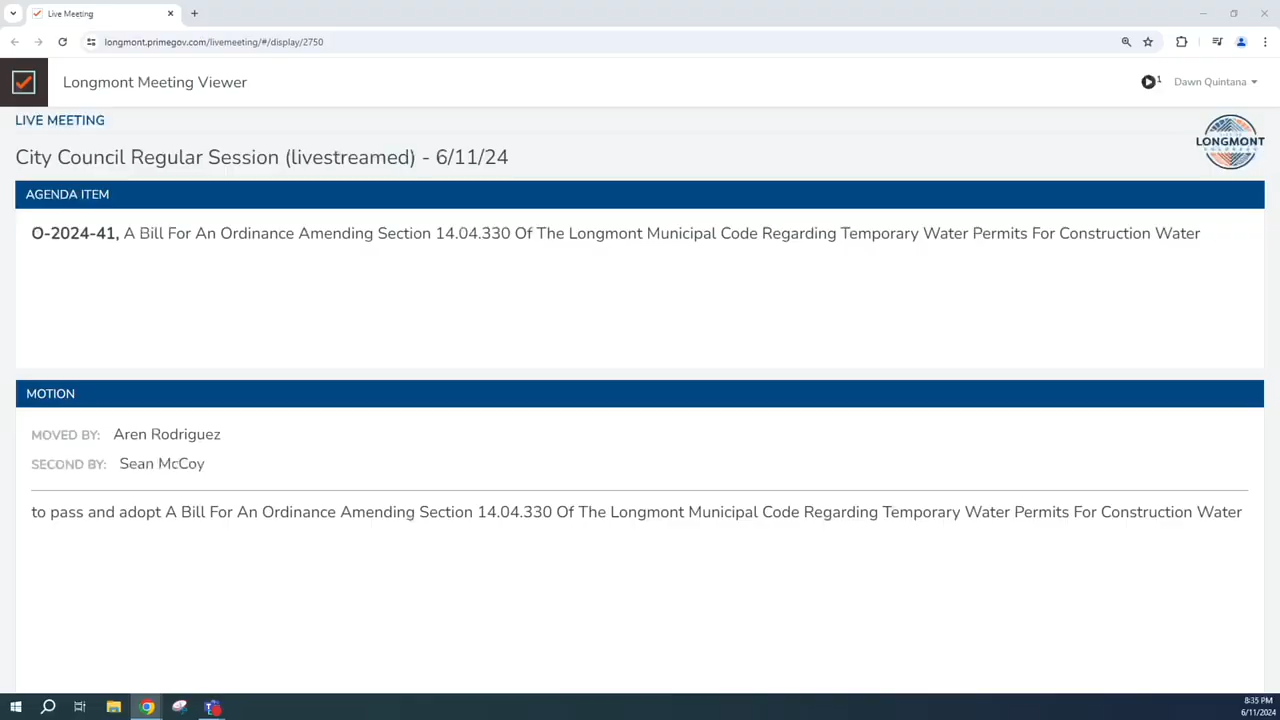 Live Meeting
longmont.primegov.com/livemeeting/#/display/2750
Longmont Meeting Viewer
1
Dawn Quintana
LIVE MEETING
LONGMONT
City Council Regular Session (livestreamed) - 6/11/24
AGENDA ITEM
O-2024-41, A Bill For An Ordinance Amending Section 14.04.330 Of The Longmont Municipal Code Regarding Temporary Water Permits For Construction Water
MOTION
MOVED BY: Aren Rodriguez
SECOND BY: Sean McCoy
to pass and adopt A Bill For An Ordinance Amending Section 14.04.330 Of The Longmont Municipal Code Regarding Temporary Water Permits For Construction Water
8:35 PM
6/11/2024